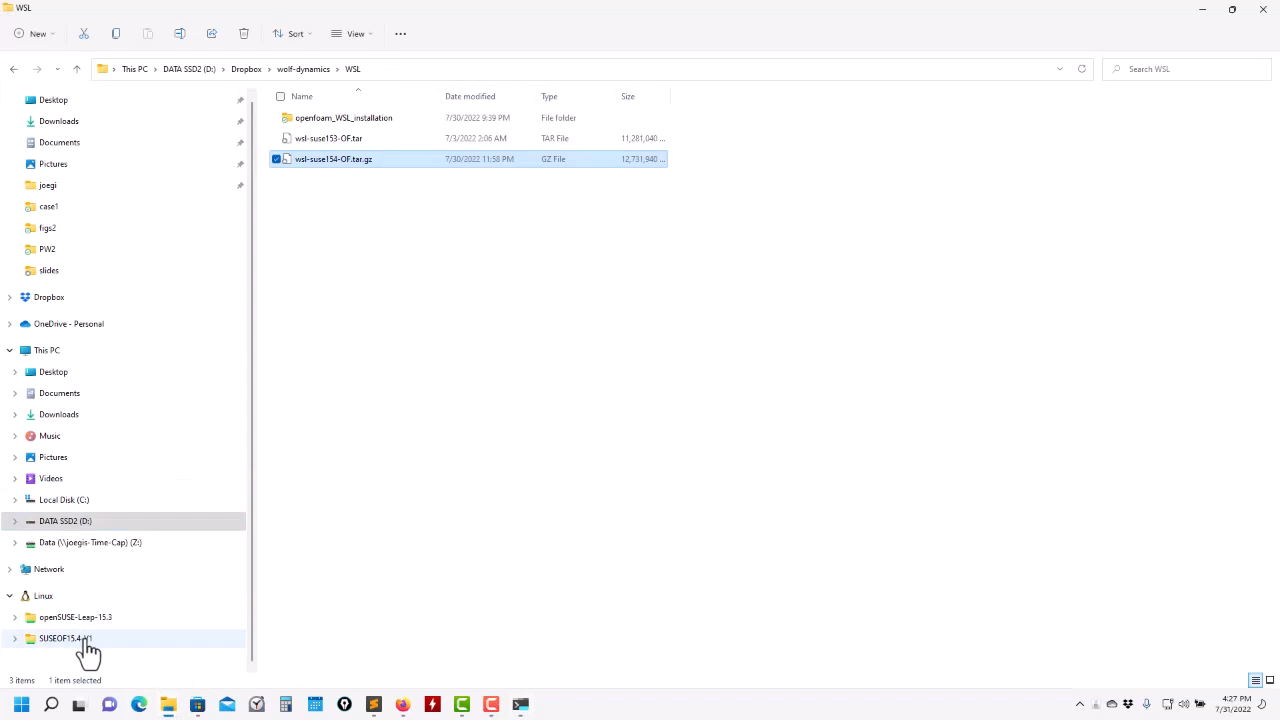 WSL
New
Sort
View
This PC
DATA SSD2 (D:)
Dropbox
wolf-dynamics
WSL
Search WSL
Name
Date modified
Type
Size
openfoam_WSL_installation
7/30/2022 9:39 PM
File folder
wsl-suse153-OF.tar
7/3/2022 2:06 AM
TAR File
11,281,040 ...
wsl-suse154-OF.tar.gz
7/30/2022 11:58 PM
GZ File
12,731,940 ...
Desktop
Downloads
Documents
Pictures
joegi
case1
figs2
PW2
slides
Dropbox
OneDrive - Personal
This PC
Desktop
Documents
Downloads
Music
Pictures
Videos
Local Disk (C:)
DATA SSD2 (D:)
Data (\\joegis-Time-Cap) (Z:)
Network
Linux
openSUSE-Leap-15.3
3 items
1 item selected
4:27 PM
7/31/2022